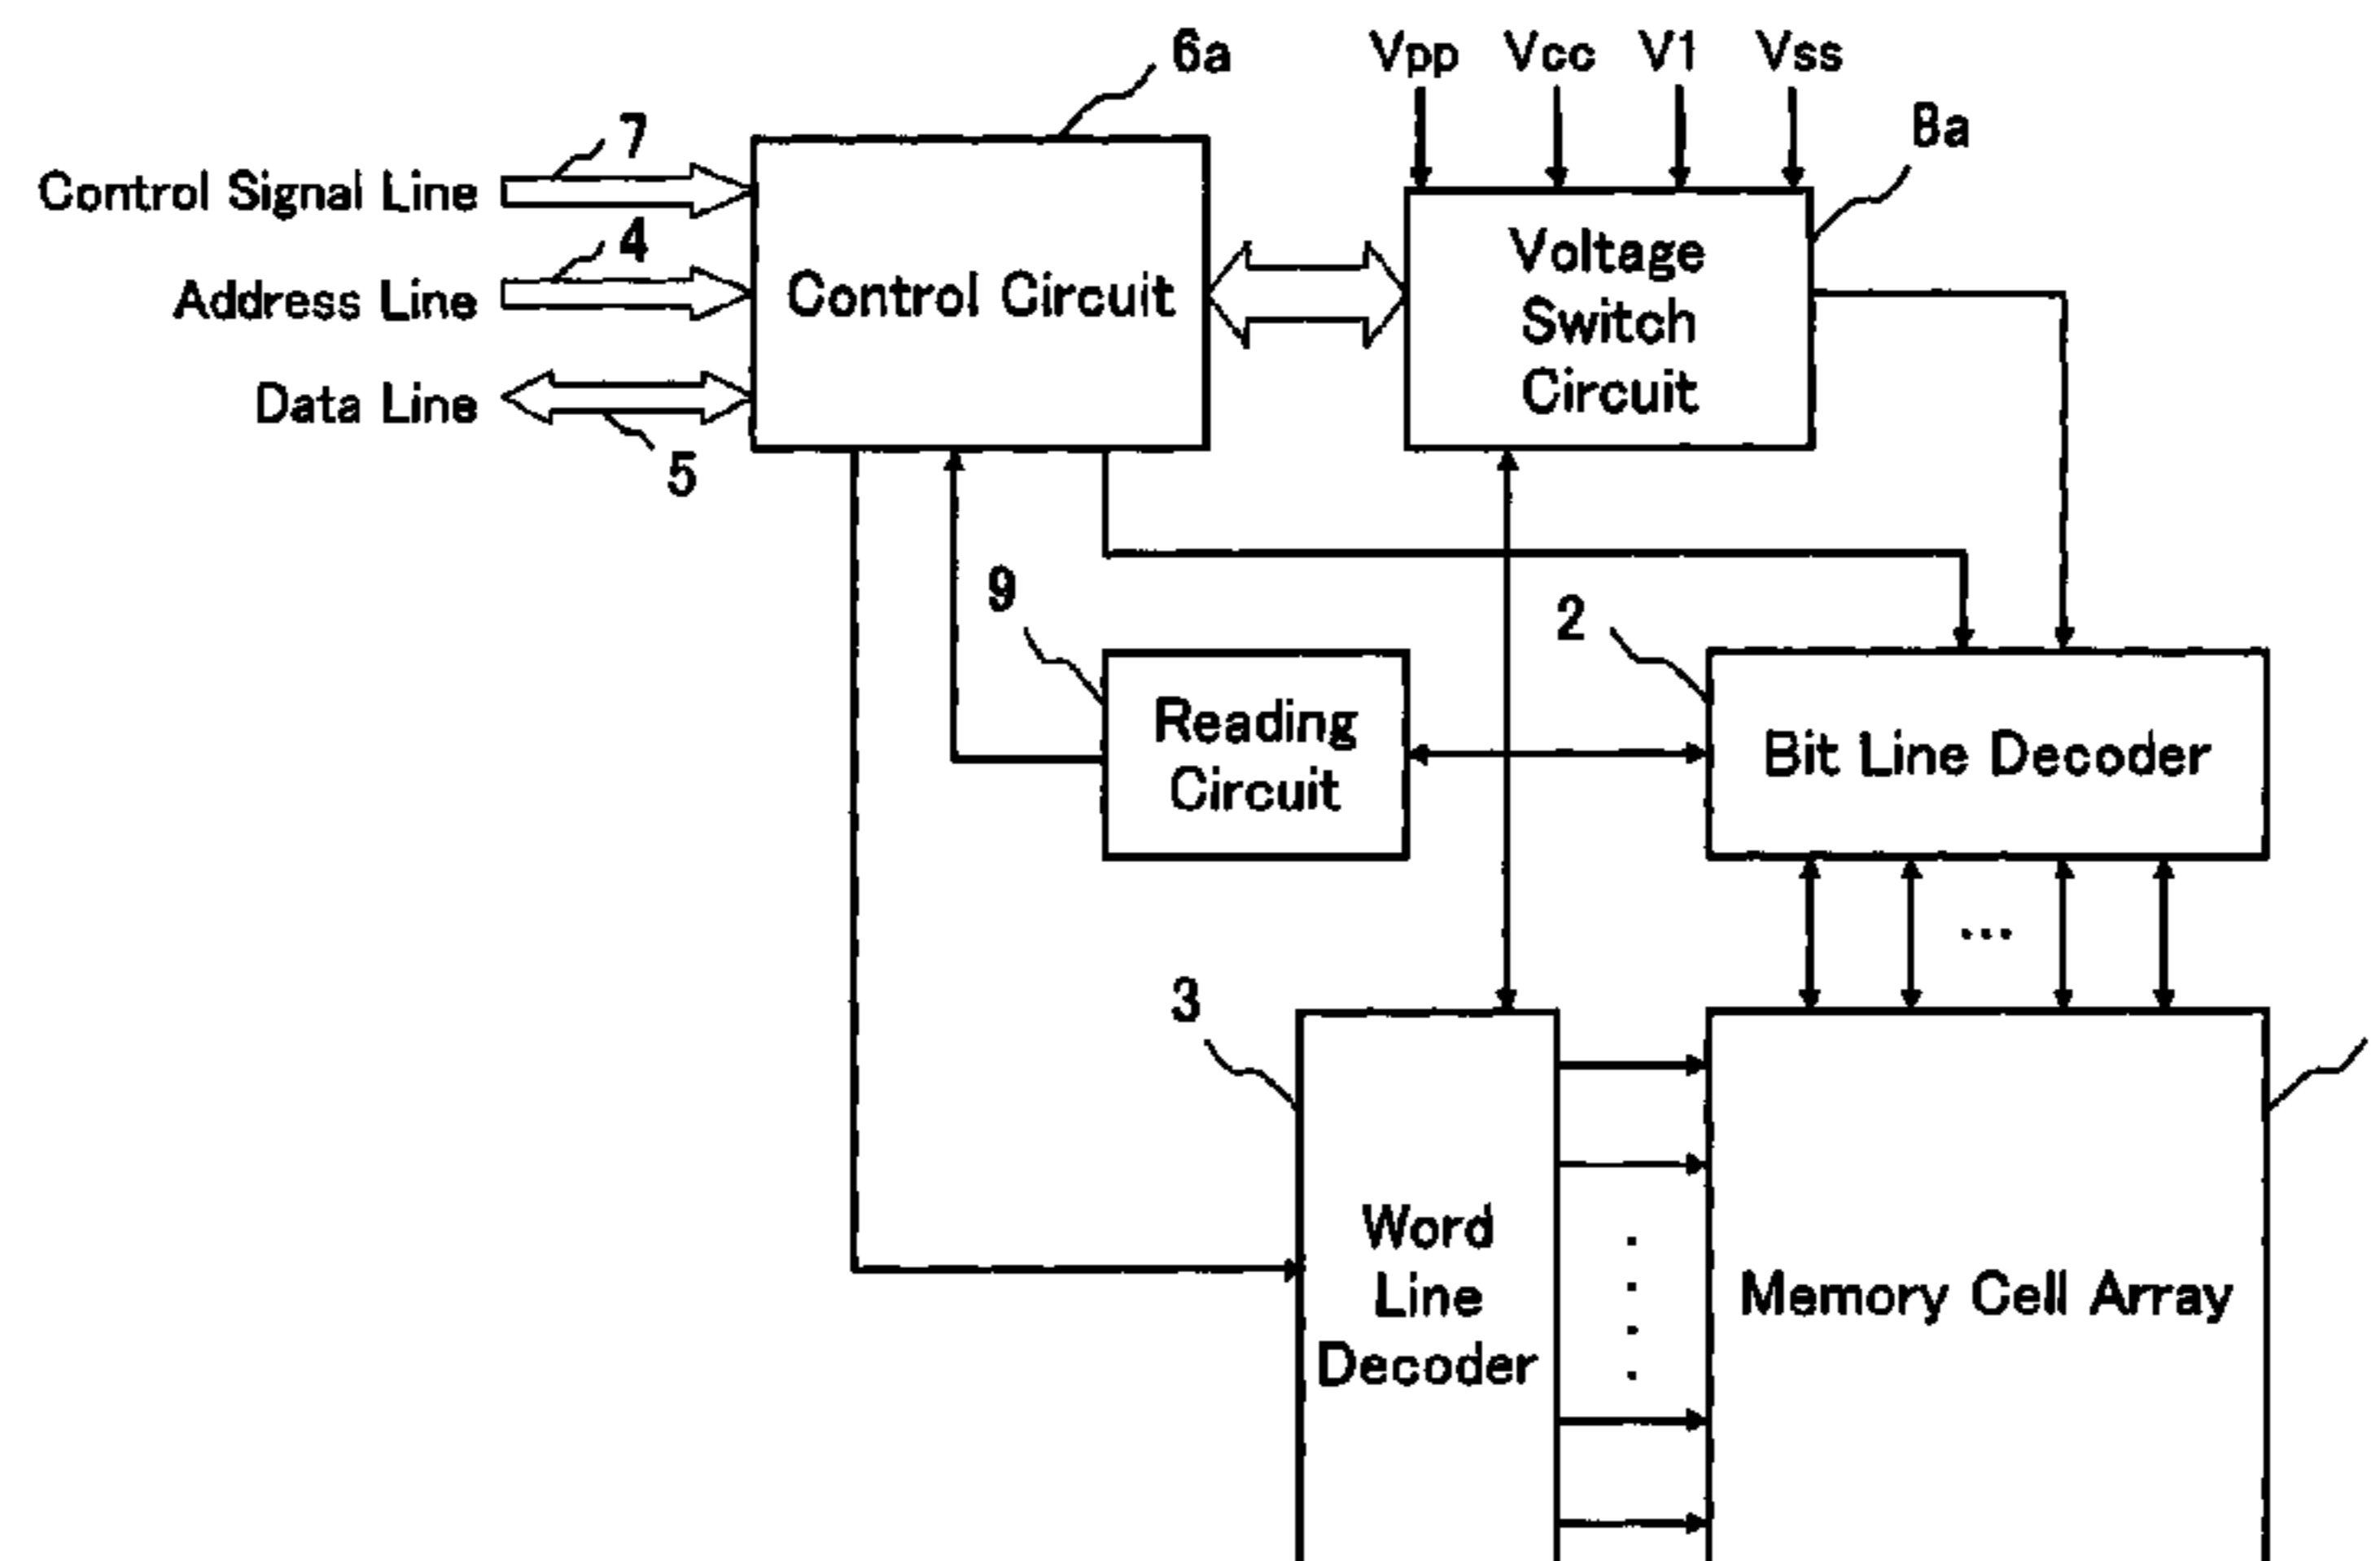 6a
Vpp Vcc V1 Vss
8a
7
Control Signal Line
4
Address Line
Data Line
5
Control Circuit
Voltage
Switch
Circuit
9
2
Reading
Circuit
Bit Line Decoder
...
3
Word
Line
Decoder
Memory Cell Array